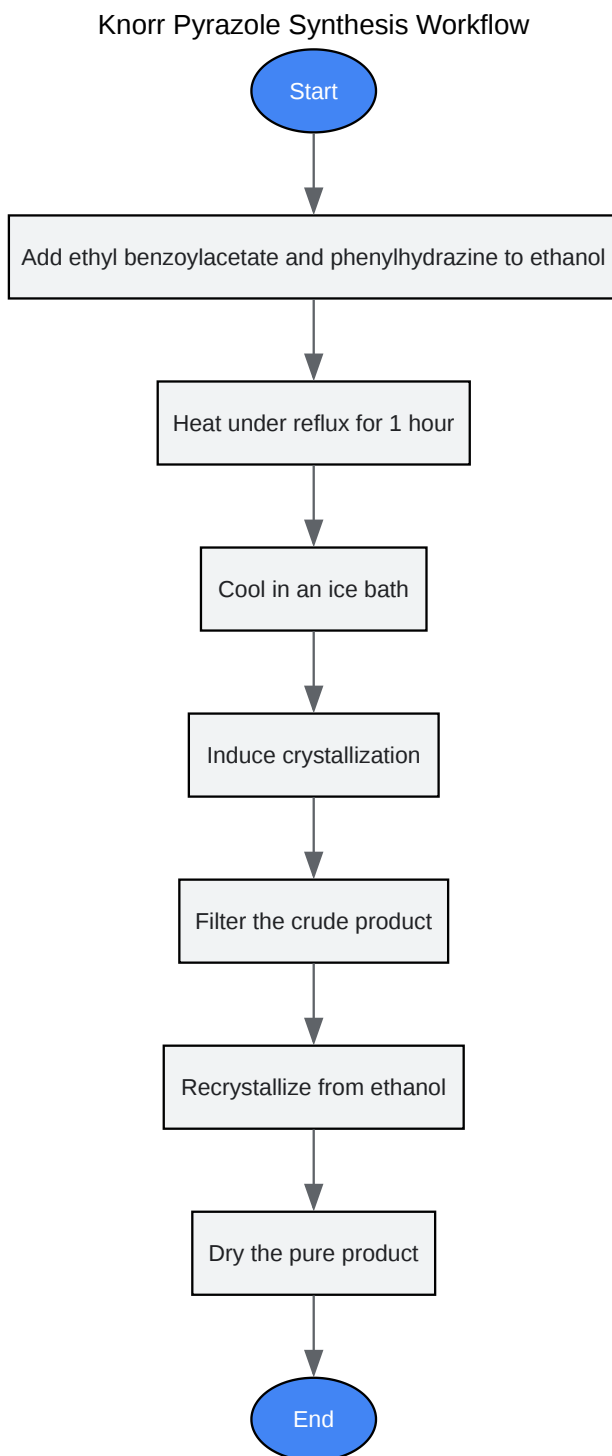 Knorr Pyrazole Synthesis Workflow
Start
Add ethyl benzoylacetate and phenylhydrazine to ethanol
Heat under reflux for 1 hour
Cool in an ice bath
Induce crystallization
Filter the crude product
Recrystallize from ethanol
Dry the pure product
End